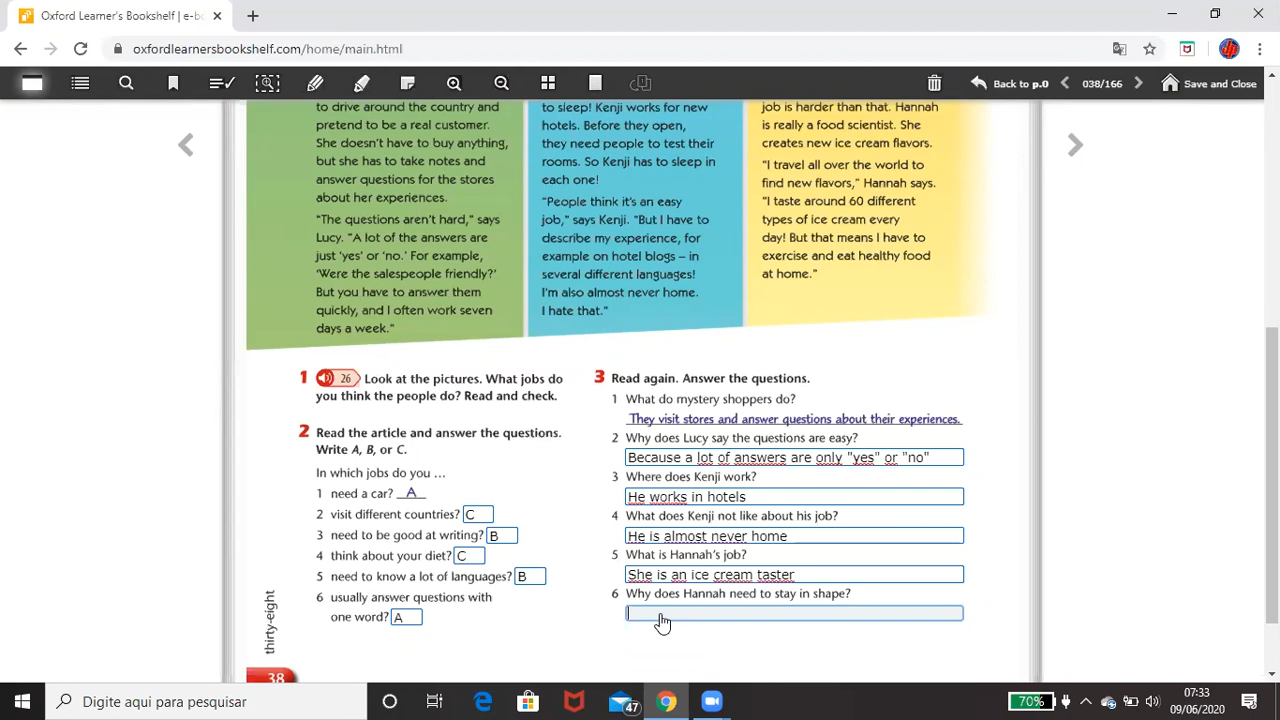 Oxford Learner's Bookshelf | e-bo
oxfordlearnersbookshelf.com/home/main.html
Back to p.0
038/166
Save and Close
to drive around the country and
pretend to be a real customer.
She doesn't have to buy anything,
but she has to take notes and
answer questions for the stores
about her experiences.
"The questions aren't hard," says
Lucy. "A lot of the answers are
just 'yes' or 'no.' For example,
'Were the salespeople friendly?'
But you have to answer them
quickly, and I often work seven
days a week."
to sleep! Kenji works for new
hotels. Before they open,
they need people to test their
rooms. So Kenji has to sleep in
each one!
"People think it's an easy
job," says Kenji. "But I have to
describe my experience, for
example on hotel blogs – in
several different languages!
I'm also almost never home.
I hate that."
job is harder than that. Hannah
is really a food scientist. She
creates new ice cream flavors.
"I travel all over the world to
find new flavors," Hannah says.
"I taste around 60 different
types of ice cream every
day! But that means I have to
exercise and eat healthy food
at home."
1 26 Look at the pictures. What jobs do
you think the people do? Read and check.
2 Read the article and answer the questions.
Write A, B, or C.
In which jobs do you …
1 need a car? A
2 visit different countries? C
3 need to be good at writing? B
4 think about your diet? C
5 need to know a lot of languages? B
6 usually answer questions with
one word? A
3 Read again. Answer the questions.
1 What do mystery shoppers do?
They visit stores and answer questions about their experiences.
2 Why does Lucy say the questions are easy?
Because a lot of answers are only "yes" or "no"
3 Where does Kenji work?
He works in hotels
4 What does Kenji not like about his job?
He is almost never home
5 What is Hannah's job?
She is an ice cream taster
6 Why does Hannah need to stay in shape?
thirty-eight
38
Digite aqui para pesquisar
47
70%
07:33
09/06/2020